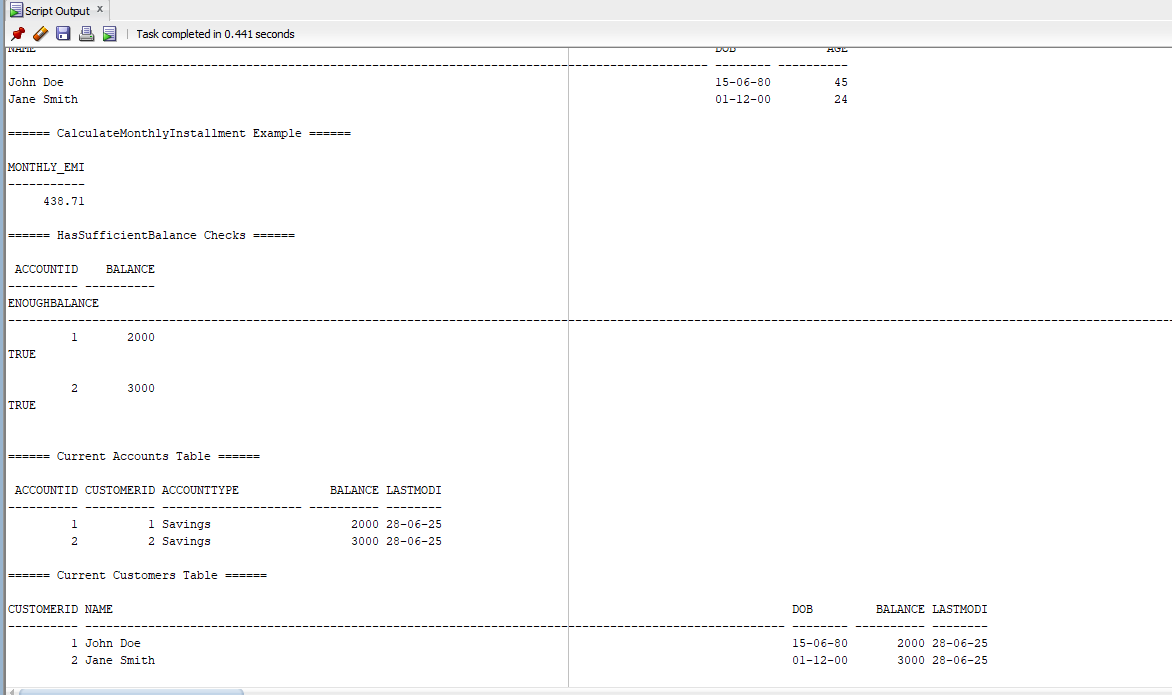 Script Output x
Task completed in 0.441 seconds
NAME DOB AGE
---------------------------------------------------------------------------------------------------- -------- ----------
John Doe 15-06-80 45
Jane Smith 01-12-00 24
====== CalculateMonthlyInstallment Example ======
MONTHLY_EMI
-----------
438.71
====== HasSufficientBalance Checks ======
ACCOUNTID BALANCE
---------- ----------
ENOUGHBALANCE
----------------------------------------------------------------------------------------------------------------------------------------------------------------------
1 2000
TRUE
2 3000
TRUE
====== Current Accounts Table ======
ACCOUNTID CUSTOMERID ACCOUNTTYPE BALANCE LASTMODI
---------- ---------- -------------------- ---------- --------
1 1 Savings 2000 28-06-25
2 2 Savings 3000 28-06-25
====== Current Customers Table ======
CUSTOMERID NAME DOB BALANCE LASTMODI
---------- ---------------------------------------------------------------------------------------------------- -------- ---------- --------
1 John Doe 15-06-80 2000 28-06-25
2 Jane Smith 01-12-00 3000 28-06-25